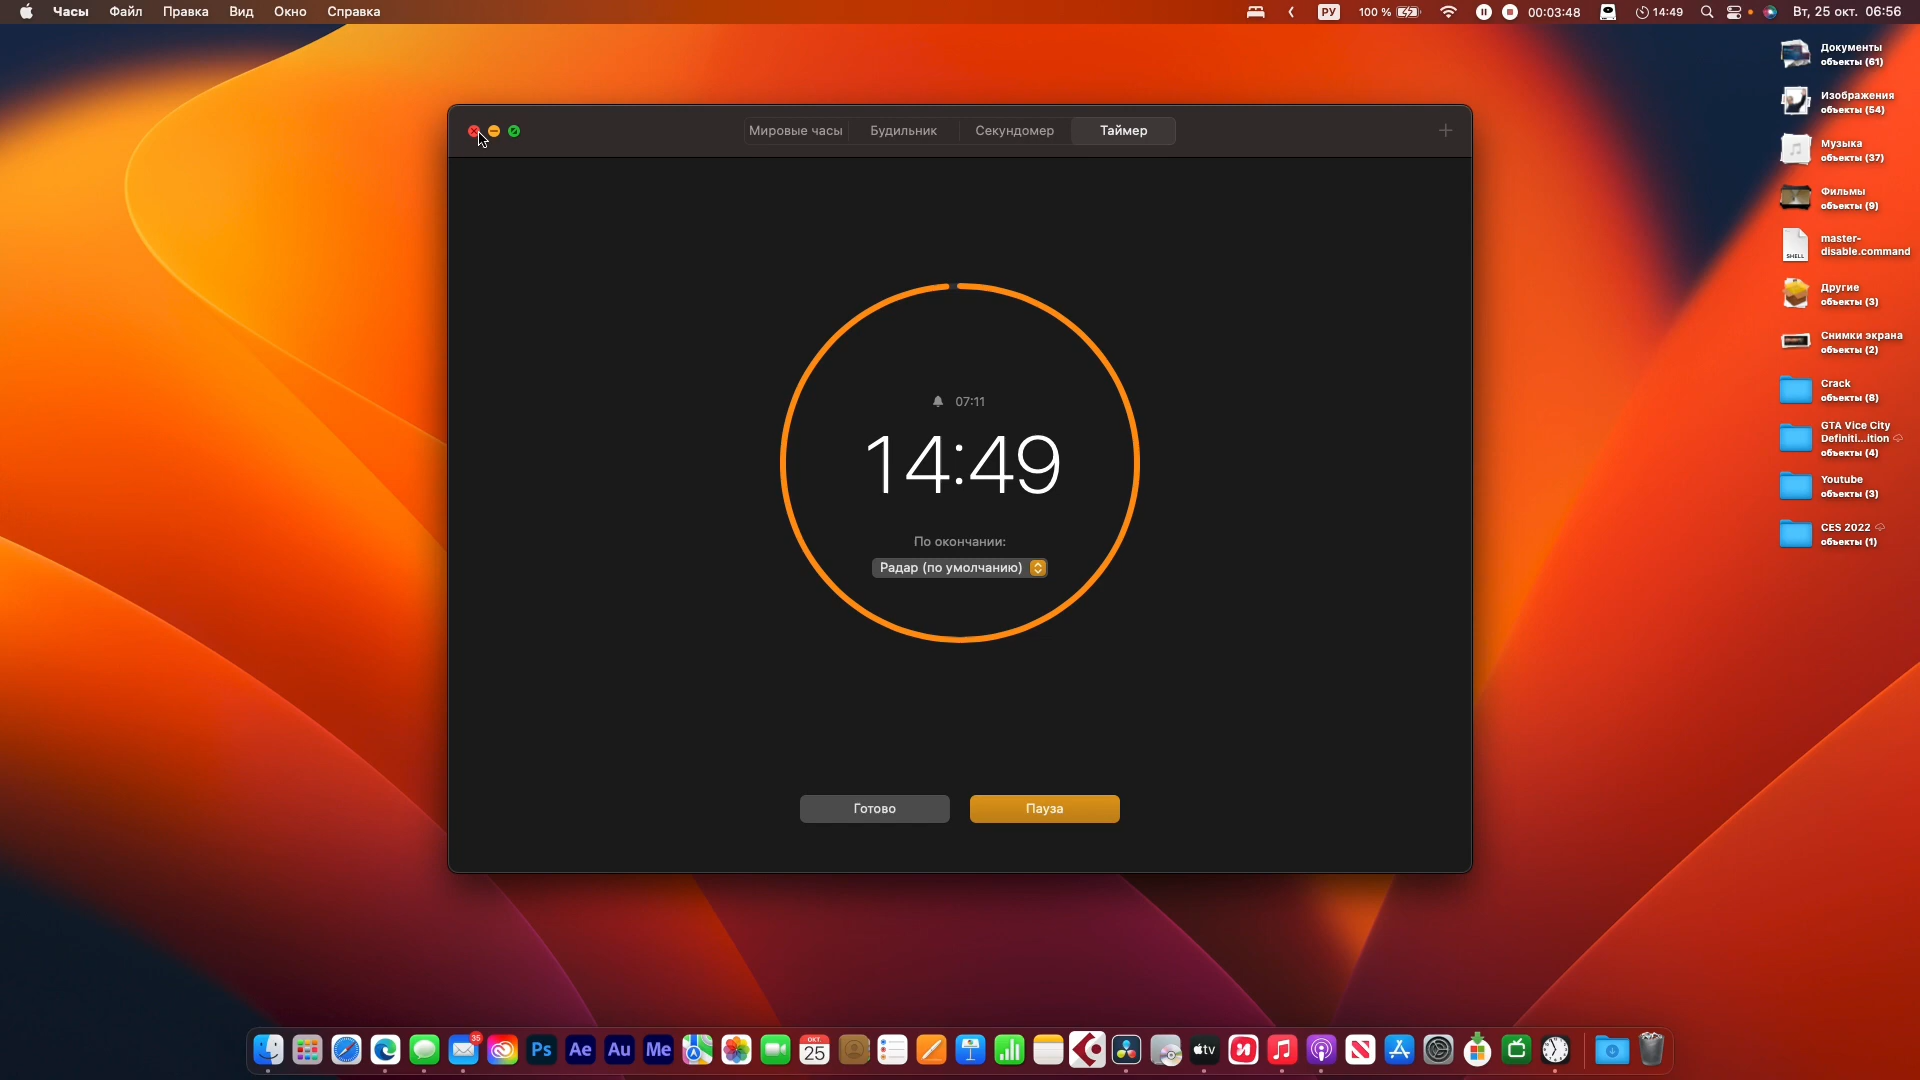 Часы Файл Правка Вид Окно Справка
РУ 100 % 00:03:48 14:49 Вт, 25 окт. 06:56
Мировые часы Будильник Секундомер Таймер
07:11
14:49
По окончании:
Радар (по умолчанию)
Готово Пауза
Документы
объекты (61)
Изображения
объекты (54)
Музыка
объекты (37)
Фильмы
объекты (9)
SHELL
master-
disable.command
Другие
объекты (3)
Снимки экрана
объекты (2)
Crack
объекты (8)
GTA Vice City
Definiti...ition
объекты (4)
Youtube
объекты (3)
CES 2022
объекты (1)
35
Ps Ae Au Me
ОКТ.
25
tv